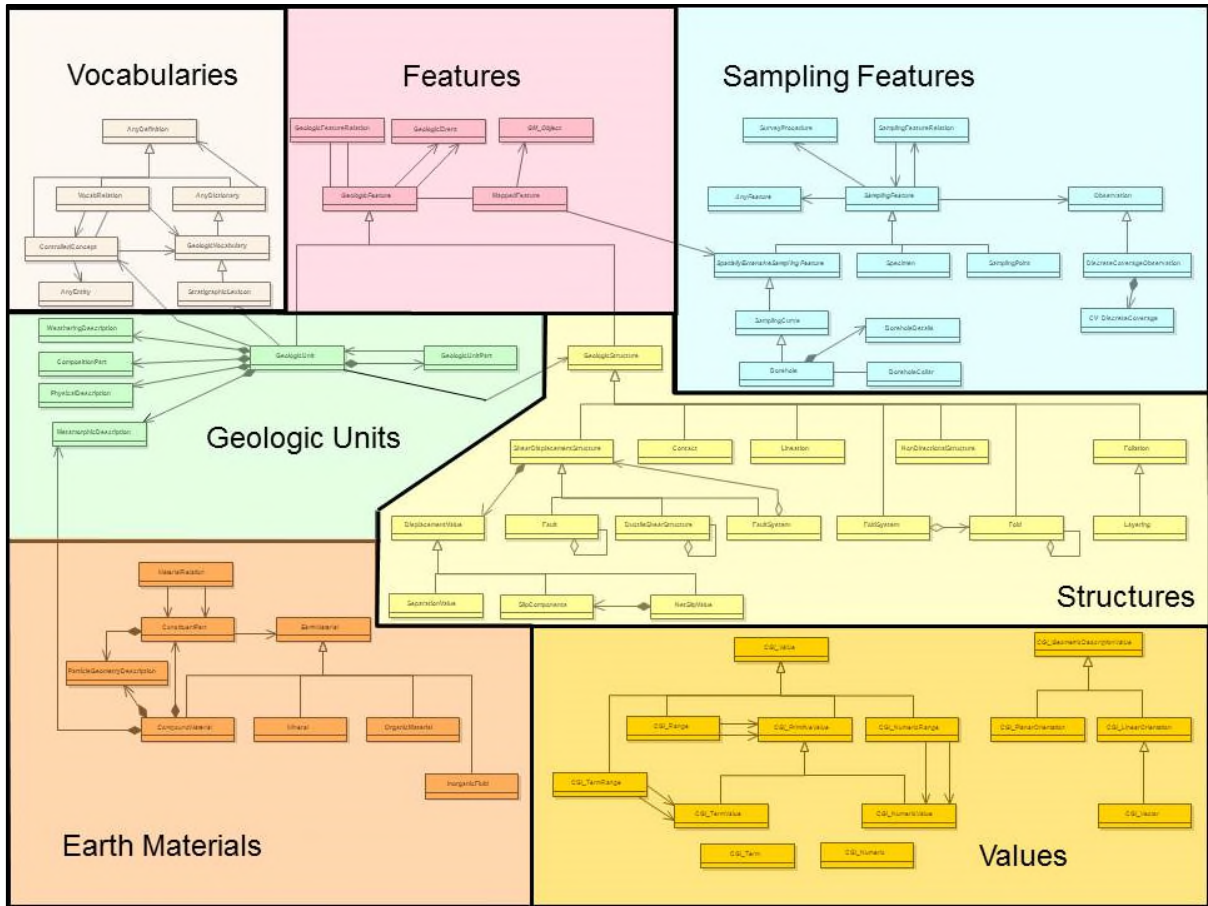 Vocabularies
AnyDefinition
VocabRelation
AnyDictionary
ControlledConcept
GeologicVocabulary
AnyEntity
StratigraphicLexicon
Features
GeologicFeatureRelation
GeologicEvent
GM_Object
GeologicFeature
MappedFeature
Sampling Features
SurveyProcedure
SamplingFeatureRelation
AnyFeature
SamplingFeature
Observation
SpatiallyExtensiveSamplingFeature
Specimen
SamplingPoint
DiscreteCoverageObservation
SamplingCurve
BoreholeDetails
CV_DiscreteCoverage
Borehole
BoreholeCollar
WeatheringDescription
GeologicUnit
GeologicUnitPart
CompositionPart
PhysicalDescription
MetamorphicDescription
Geologic Units
GeologicStructure
ShearDisplacementStructure
Contact
Lineation
NonDirectionalStructure
Foliation
DisplacementValue
Fault
DuctileShearStructure
FaultSystem
FoldSystem
Fold
Layering
SeparationValue
SlipComponents
NetSlipValue
Structures
MaterialRelation
ConstituentPart
EarthMaterial
ParticleGeometryDescription
CompoundMaterial
Mineral
OrganicMaterial
InorganicFluid
Earth Materials
CGI_Value
CGI_GeometricDescriptionValue
CGI_Range
CGI_PrimitiveValue
CGI_NumericRange
CGI_PlanarOrientation
CGI_LinearOrientation
CGI_TermRange
CGI_TermValue
CGI_NumericValue
CGI_Vector
CGI_Term
CGI_Numeric
Values